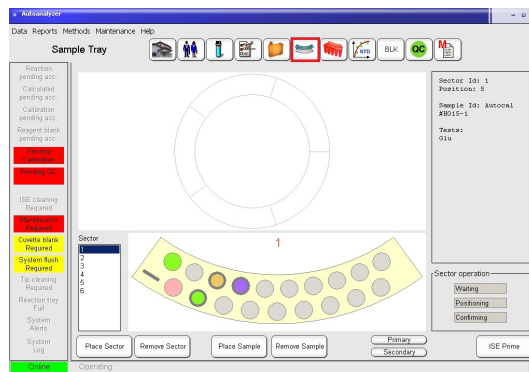 Autoanalyzer
Data Reports Methods Maintenance Help
Sample Tray
STD
BLK
QC
M
Reaction
pending acc.
Calculated
pending acc.
Calibration
pending acc.
Reagent blank
pending acc.
Pending
Calibration
Pending QC
ISE cleaning
Required
Maintenance
Required
Cuvette blank
Required
System flush
Required
Tip cleaning
Required
Reaction tray
Full
System
Alerts
System
Log
Online
Sector Id: 1
Position: 5
Sample Id: Autocal
#H015-1
Tests:
Glu
Sector
1
2
3
4
5
6
1
Sector operation
Waiting
Positioning
Confirming
Place Sector
Remove Sector
Place Sample
Remove Sample
Primary
Secondary
ISE Prime
Operating